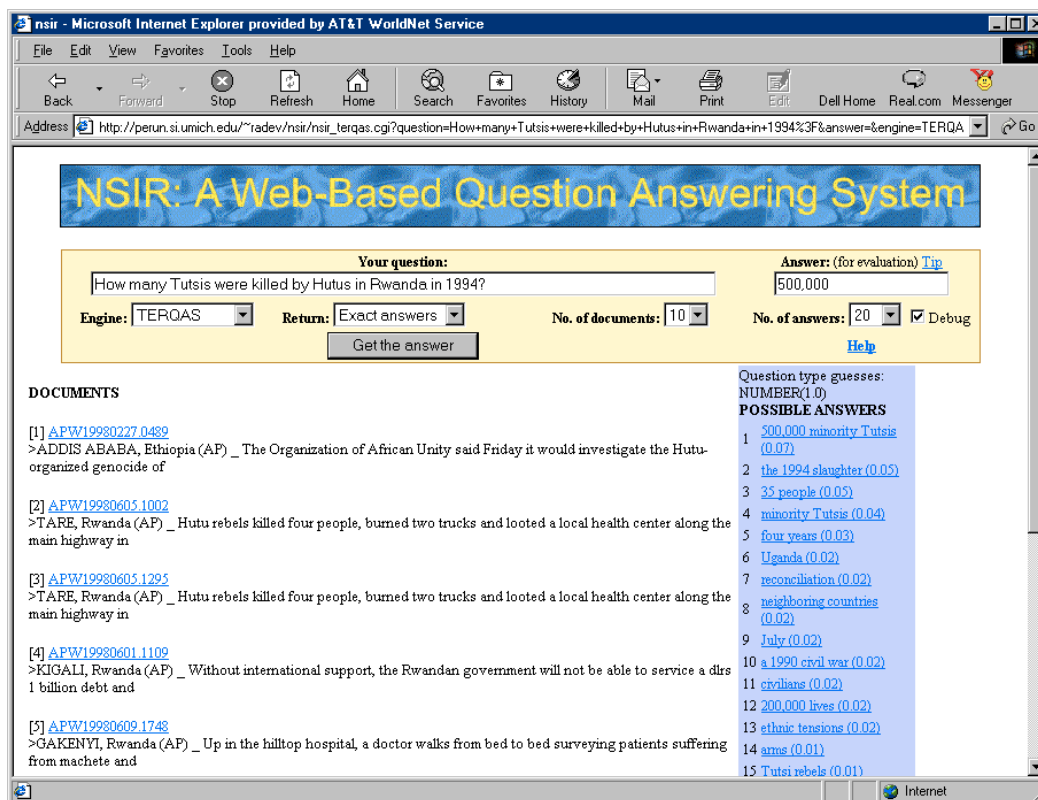 nsir - Microsoft Internet Explorer provided by AT&T WorldNet Service
File Edit View Favorites Tools Help
Back Forward Stop Refresh Home Search Favorites History Mail Print Edit Dell Home Real.com Messenger
Address http://perun.si.umich.edu/~radev/nsir/nsir_terqas.cgi?question=How+many+Tutsis+were+killed+by+Hutus+in+Rwanda+in+1994%3F&answer=&engine=TERQA Go
NSIR: A Web-Based Question Answering System
Your question: Answer: (for evaluation) Tip
How many Tutsis were killed by Hutus in Rwanda in 1994? 500,000
Engine: TERQAS Return: Exact answers No. of documents: 10 No. of answers: 20 Debug
Get the answer Help
DOCUMENTS
[1] APW19980227.0489
>ADDIS ABABA, Ethiopia (AP) _ The Organization of African Unity said Friday it would investigate the Hutu-
organized genocide of
[2] APW19980605.1002
>TARE, Rwanda (AP) _ Hutu rebels killed four people, burned two trucks and looted a local health center along the
main highway in
[3] APW19980605.1295
>TARE, Rwanda (AP) _ Hutu rebels killed four people, burned two trucks and looted a local health center along the
main highway in
[4] APW19980601.1109
>KIGALI, Rwanda (AP) _ Without international support, the Rwandan government will not be able to service a dlrs
1 billion debt and
[5] APW19980609.1748
>GAKENYI, Rwanda (AP) _ Up in the hilltop hospital, a doctor walks from bed to bed surveying patients suffering
from machete and
Question type guesses:
NUMBER(1.0)
POSSIBLE ANSWERS
1 500,000 minority Tutsis
(0.07)
2 the 1994 slaughter (0.05)
3 35 people (0.05)
4 minority Tutsis (0.04)
5 four years (0.03)
6 Uganda (0.02)
7 reconciliation (0.02)
8 neighboring countries
(0.02)
9 July (0.02)
10 a 1990 civil war (0.02)
11 civilians (0.02)
12 200,000 lives (0.02)
13 ethnic tensions (0.02)
14 arms (0.01)
15 Tutsi rebels (0.01)
Internet